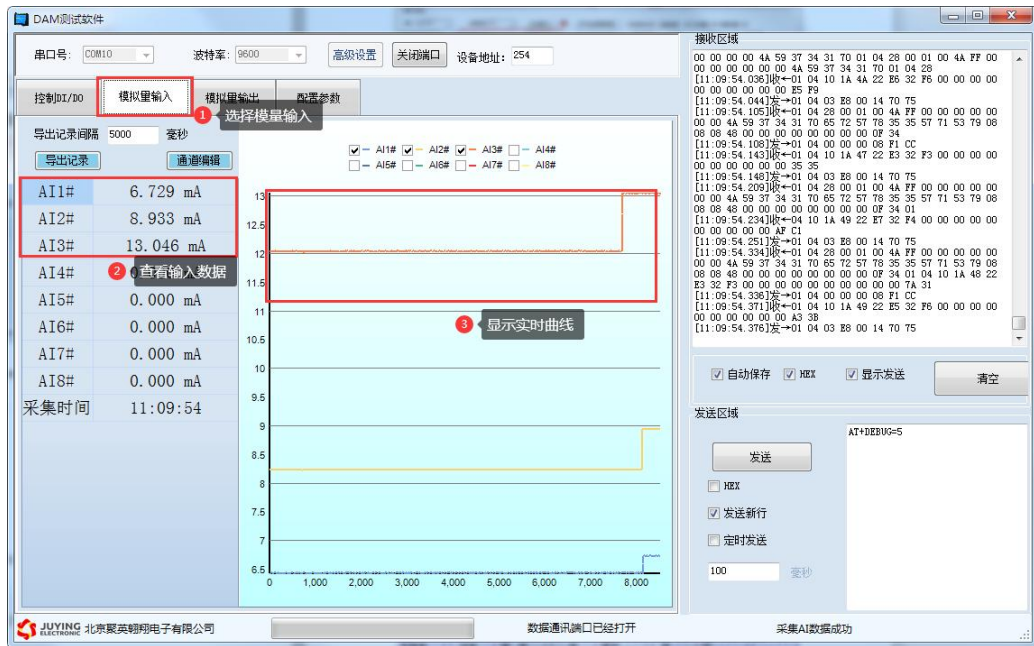 DAM测试软件
串口号: COM10 波特率: 9600 高级设置 关闭端口 设备地址: 254
控制DI/DO 模拟量输入 模拟量输出 配置参数
1 选择模量输入
导出记录间隔 5000 毫秒
导出记录 通道编辑
AI1# 6.729 mA
AI2# 8.933 mA
AI3# 13.046 mA
AI4# 0.000 mA
2 查看输入数据
AI5# 0.000 mA
AI6# 0.000 mA
AI7# 0.000 mA
AI8# 0.000 mA
采集时间 11:09:54
AI1# AI2# AI3# AI4#
AI5# AI6# AI7# AI8#
13
12.5
12
11.5
11
10.5
10
9.5
9
8.5
8
7.5
7
6.5
0 1,000 2,000 3,000 4,000 5,000 6,000 7,000 8,000
3 显示实时曲线
接收区域
00 00 00 00 4A 59 37 34 31 70 01 04 28 00 01 00 4A FF 00
00 00 00 00 00 00 4A 59 37 34 31 70 01 04 28
[11:09:54.036]收←01 04 10 1A 4A 22 E6 32 F6 00 00 00 00
00 00 00 00 00 00 E5 F9
[11:09:54.044]发→01 04 03 E8 00 14 70 75
[11:09:54.105]收←01 04 28 00 01 00 4A FF 00 00 00 00 00
00 00 4A 59 37 34 31 70 65 72 57 78 35 35 57 71 53 79 08
08 08 48 00 00 00 00 00 00 00 00 0F 34
[11:09:54.108]发→01 04 00 00 00 08 F1 CC
[11:09:54.143]收←01 04 10 1A 47 22 E3 32 F3 00 00 00 00
00 00 00 00 00 00 35 35
[11:09:54.148]发→01 04 03 E8 00 14 70 75
[11:09:54.209]收←01 04 28 00 01 00 4A FF 00 00 00 00 00
00 00 4A 59 37 34 31 70 65 72 57 78 35 35 57 71 53 79 08
08 08 48 00 00 00 00 00 00 00 00 0F 34 01
[11:09:54.234]收←04 10 1A 49 22 E7 32 F4 00 00 00 00 00
00 00 00 00 00 AF C1
[11:09:54.251]发→01 04 03 E8 00 14 70 75
[11:09:54.334]收←01 04 28 00 01 00 4A FF 00 00 00 00 00
00 00 4A 59 37 34 31 70 65 72 57 78 35 35 57 71 53 79 08
08 08 48 00 00 00 00 00 00 00 00 0F 34 01 04 10 1A 48 22
E3 32 F3 00 00 00 00 00 00 00 00 00 00 7A 31
[11:09:54.336]发→01 04 00 00 00 08 F1 CC
[11:09:54.371]收←01 04 10 1A 49 22 E5 32 F6 00 00 00 00
00 00 00 00 00 00 A3 3B
[11:09:54.376]发→01 04 03 E8 00 14 70 75
自动保存 HEX 显示发送 清空
发送区域
AT+DEBUG=5
发送
HEX
发送新行
定时发送
100 毫秒
JUYING ELECTRONIC 北京聚英翱翔电子有限公司 数据通讯端口已经打开 采集AI数据成功